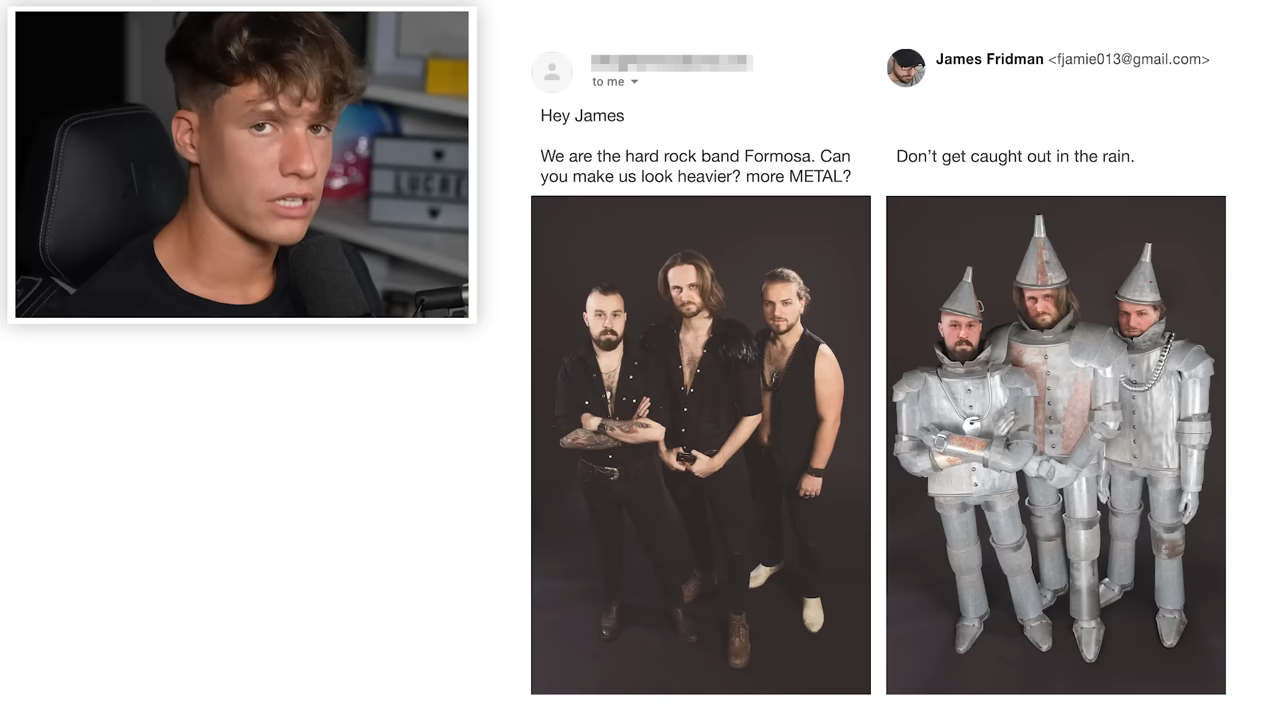 LUCRE
to me
Hey James
We are the hard rock band Formosa. Can
you make us look heavier? more METAL?
James Fridman <fjamie013@gmail.com>
Don't get caught out in the rain.